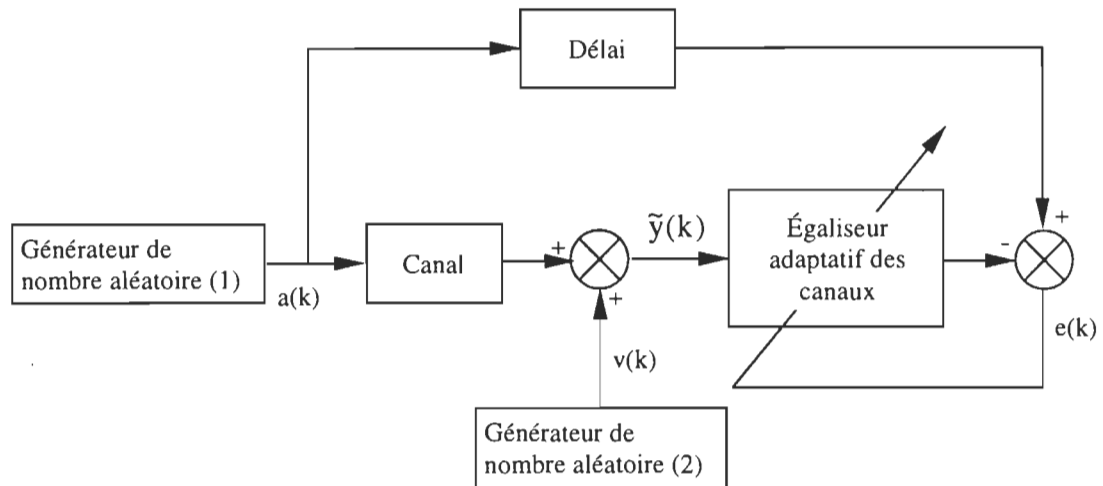 Délai
Générateur de
nombre aléatoire (1)
a(k)
Canal
+
+
ỹ(k)
Égaliseur
adaptatif des
canaux
-
+
e(k)
v(k)
Générateur de
nombre aléatoire (2)